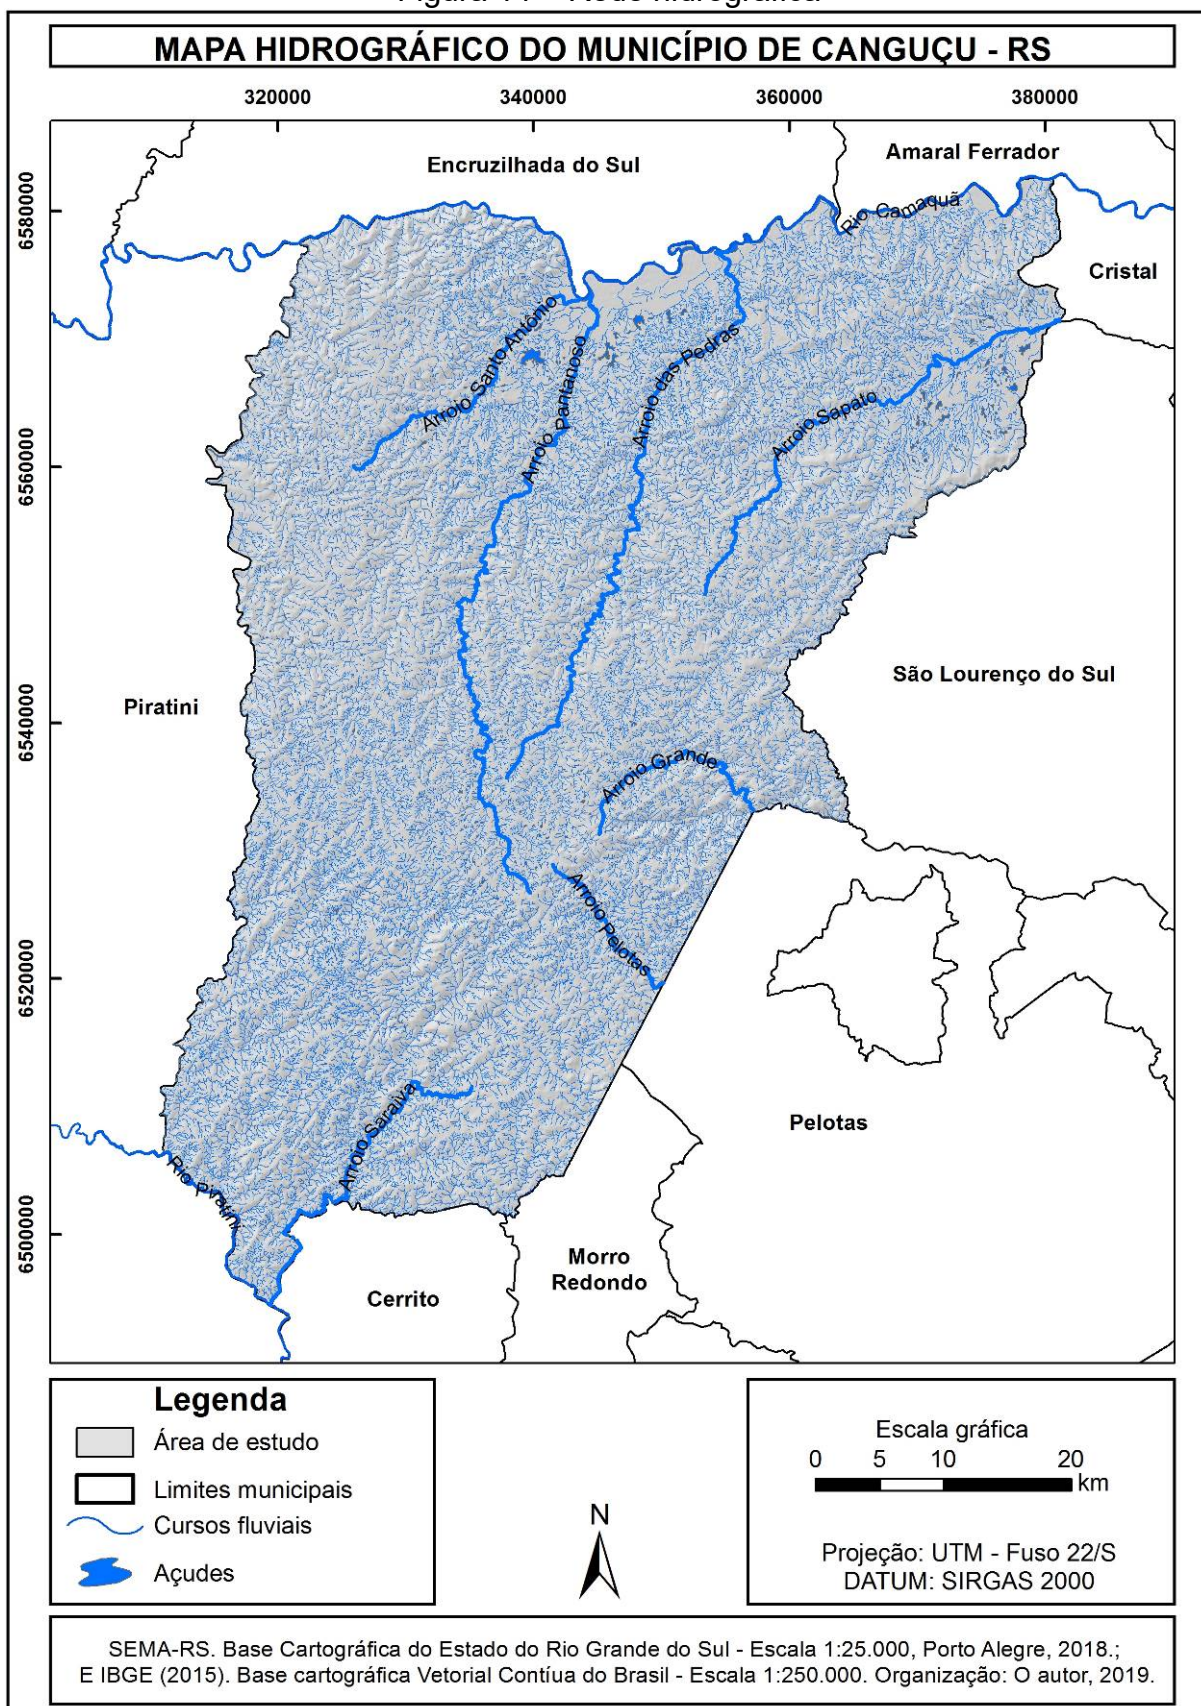 MAPA HIDROGRÁFICO DO MUNICÍPIO DE CANGUÇU - RS
320000 340000 360000 380000
Amaral Ferrador
Encruzilhada do Sul
6580000
Rio Camaquã
Cristal
Arroio Santo Antônio
Arroio Pantanoso
Arroio das Pedras
Arroio Sapato
6560000
São Lourenço do Sul
Piratini
6540000
Arroio Grande
Arroio Pelotas
6520000
Pelotas
Arroio Saraiva
Rio Piratini
6500000
Morro
Redondo
Cerrito
Legenda
Área de estudo
Limites municipais
Cursos fluviais
Açudes
N
Escala gráfica
0 5 10 20
km
Projeção: UTM - Fuso 22/S
DATUM: SIRGAS 2000
SEMA-RS. Base Cartográfica do Estado do Rio Grande do Sul - Escala 1:25.000, Porto Alegre, 2018.;
E IBGE (2015). Base cartográfica Vetorial Contíua do Brasil - Escala 1:250.000. Organização: O autor, 2019.